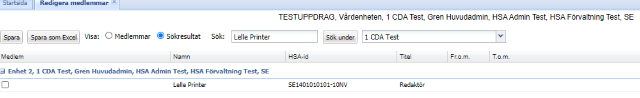 Startsida Redigera medlemmar
TESTUPPDRAG, Vårdenheten, 1 CDA Test, Gren Huvudadmin, HSA Admin Test, HSA Förvaltning Test, SE
Spara Spara som Excel Visa: Medlemmar Sökresultat Sök: Lelle Printer Sök under 1 CDA Test
Medlem Namn HSA-id Titel Fr.o.m. T.o.m.
Enhet 2, 1 CDA Test, Gren Huvudadmin, HSA Admin Test, HSA Förvaltning Test, SE
Lelle Printer SE1401010101-10NV Redaktör